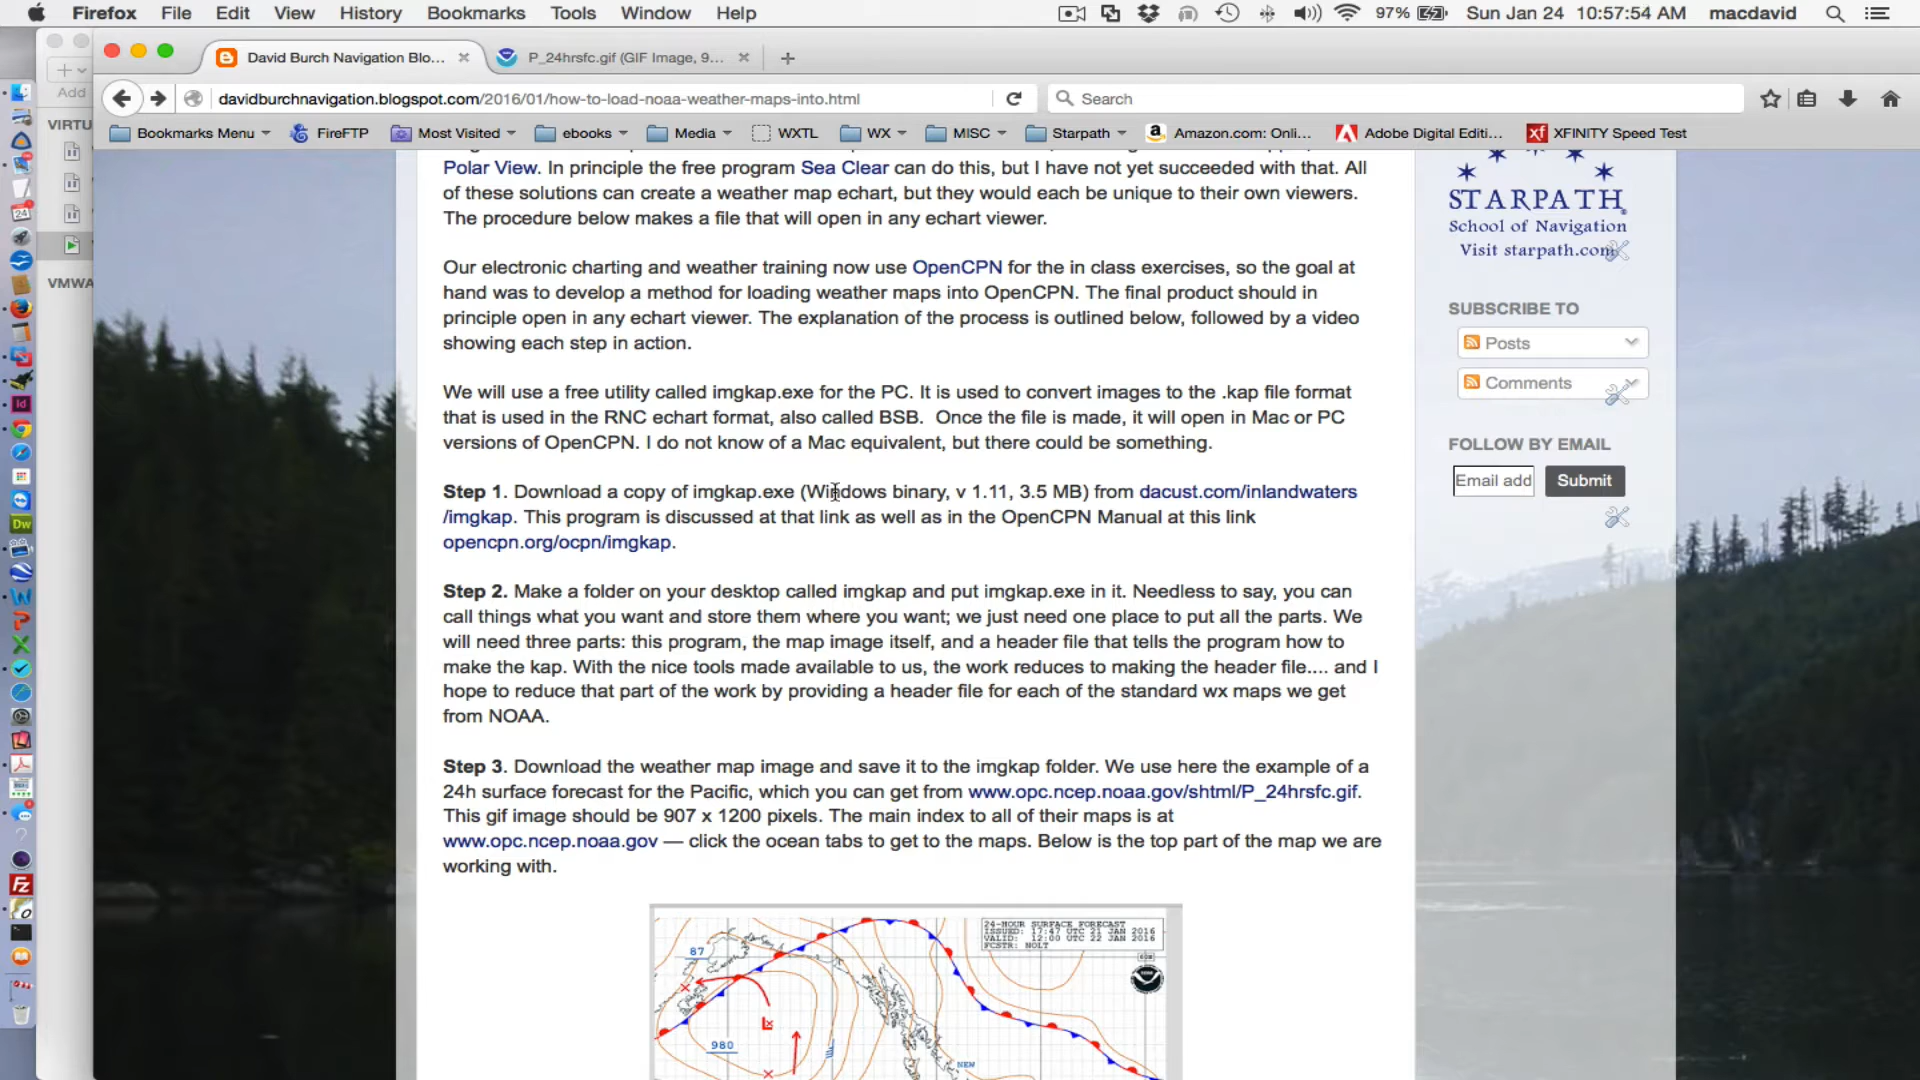 Firefox File Edit View History Bookmarks Tools Window Help 97% Sun Jan 24 10:57:54 AM macdavid
David Burch Navigation Blo... P_24hrsfc.gif (GIF Image, 9...
davidburchnavigation.blogspot.com/2016/01/how-to-load-noaa-weather-maps-into.html Search
Add
Bookmarks Menu FireFTP Most Visited ebooks Media WXTL WX MISC Starpath Amazon.com: Onli... Adobe Digital Editi... XFINITY Speed Test
VIRTU
VMWA
Polar View. In principle the free program Sea Clear can do this, but I have not yet succeeded with that. All
of these solutions can create a weather map echart, but they would each be unique to their own viewers.
The procedure below makes a file that will open in any echart viewer.
Our electronic charting and weather training now use OpenCPN for the in class exercises, so the goal at
hand was to develop a method for loading weather maps into OpenCPN. The final product should in
principle open in any echart viewer. The explanation of the process is outlined below, followed by a video
showing each step in action.
We will use a free utility called imgkap.exe for the PC. It is used to convert images to the .kap file format
that is used in the RNC echart format, also called BSB. Once the file is made, it will open in Mac or PC
versions of OpenCPN. I do not know of a Mac equivalent, but there could be something.
Step 1. Download a copy of imgkap.exe (Windows binary, v 1.11, 3.5 MB) from dacust.com/inlandwaters
/imgkap. This program is discussed at that link as well as in the OpenCPN Manual at this link
opencpn.org/ocpn/imgkap.
Step 2. Make a folder on your desktop called imgkap and put imgkap.exe in it. Needless to say, you can
call things what you want and store them where you want; we just need one place to put all the parts. We
will need three parts: this program, the map image itself, and a header file that tells the program how to
make the kap. With the nice tools made available to us, the work reduces to making the header file.... and I
hope to reduce that part of the work by providing a header file for each of the standard wx maps we get
from NOAA.
Step 3. Download the weather map image and save it to the imgkap folder. We use here the example of a
24h surface forecast for the Pacific, which you can get from www.opc.ncep.noaa.gov/shtml/P_24hrsfc.gif.
This gif image should be 907 x 1200 pixels. The main index to all of their maps is at
www.opc.ncep.noaa.gov — click the ocean tabs to get to the maps. Below is the top part of the map we are
working with.
24-HOUR SURFACE FORECAST
ISSUED: 17:47 UTC 21 JAN 2016
VALID: 12:00 UTC 22 JAN 2016
FCSTR: HOLT
87
L
980
NEW
STARPATH
School of Navigation
Visit starpath.com
SUBSCRIBE TO
Posts
Comments
FOLLOW BY EMAIL
Email add Submit
24
Id
Dw
Fz